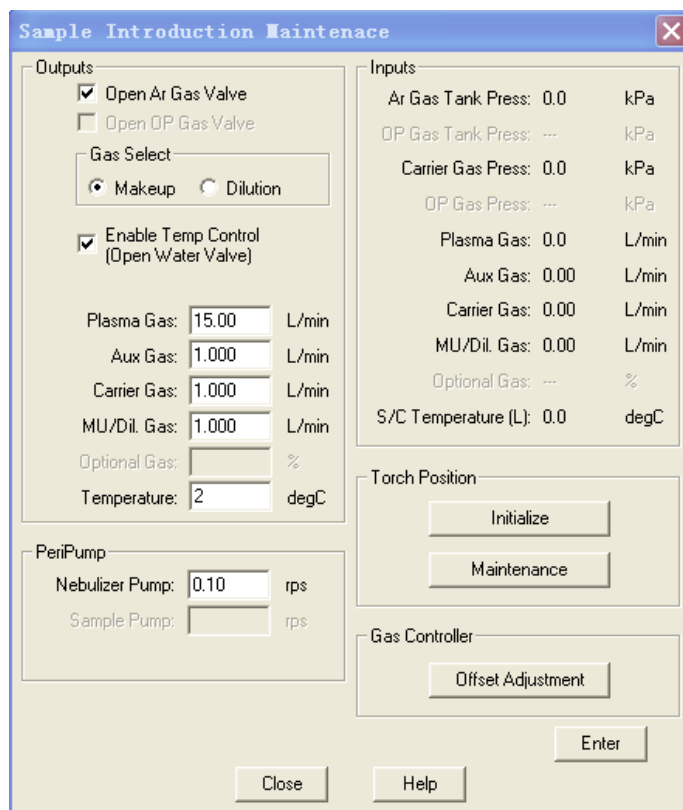 Sample Introduction Maintenace
Outputs
Open Ar Gas Valve
Open OP Gas Valve
Gas Select
Makeup
Dilution
Enable Temp Control
(Open Water Valve)
Plasma Gas: 15.00 L/min
Aux Gas: 1.000 L/min
Carrier Gas: 1.000 L/min
MU/Dil. Gas: 1.000 L/min
Optional Gas: %
Temperature: 2 degC
PeriPump
Nebulizer Pump: 0.10 rps
Sample Pump: rps
Inputs
Ar Gas Tank Press: 0.0 kPa
OP Gas Tank Press: --- kPa
Carrier Gas Press: 0.0 kPa
OP Gas Press: --- kPa
Plasma Gas: 0.0 L/min
Aux Gas: 0.00 L/min
Carrier Gas: 0.00 L/min
MU/Dil. Gas: 0.00 L/min
Optional Gas: --- %
S/C Temperature (L): 0.0 degC
Torch Position
Initialize
Maintenance
Gas Controller
Offset Adjustment
Enter
Close
Help